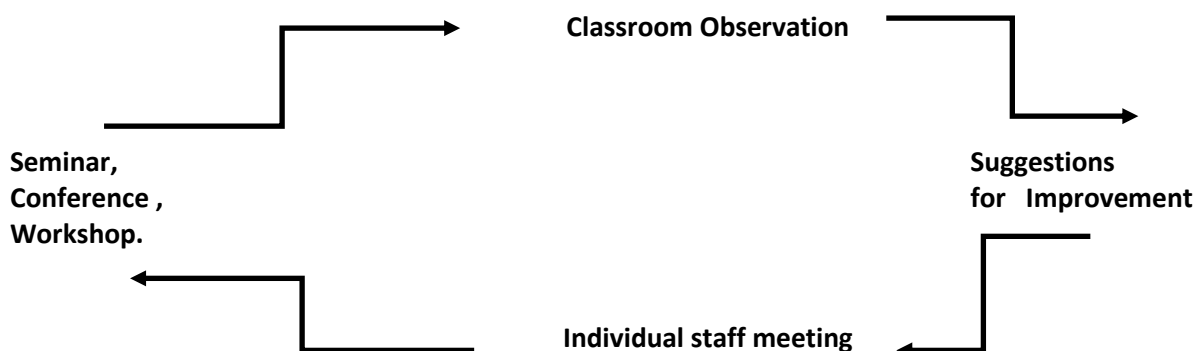 Classroom Observation
Seminar,
Conference ,
Workshop.
Suggestions
for Improvement
Individual staff meeting